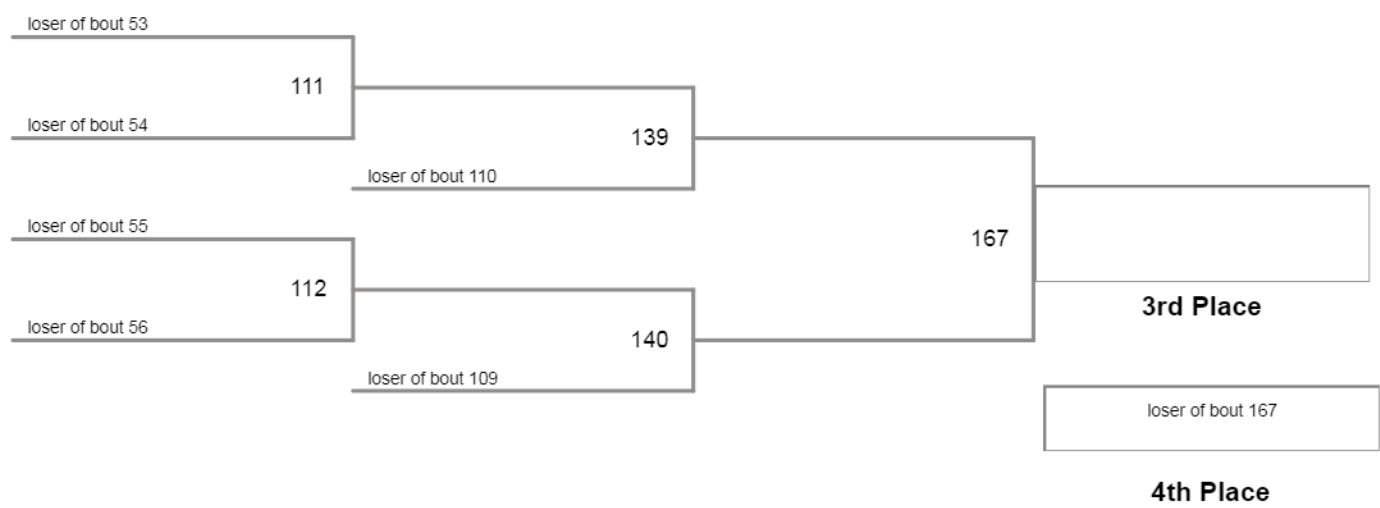 loser of bout 53
111
loser of bout 54
139
loser of bout 110
loser of bout 55
167
112
3rd Place
loser of bout 56
140
loser of bout 109
loser of bout 167
4th Place